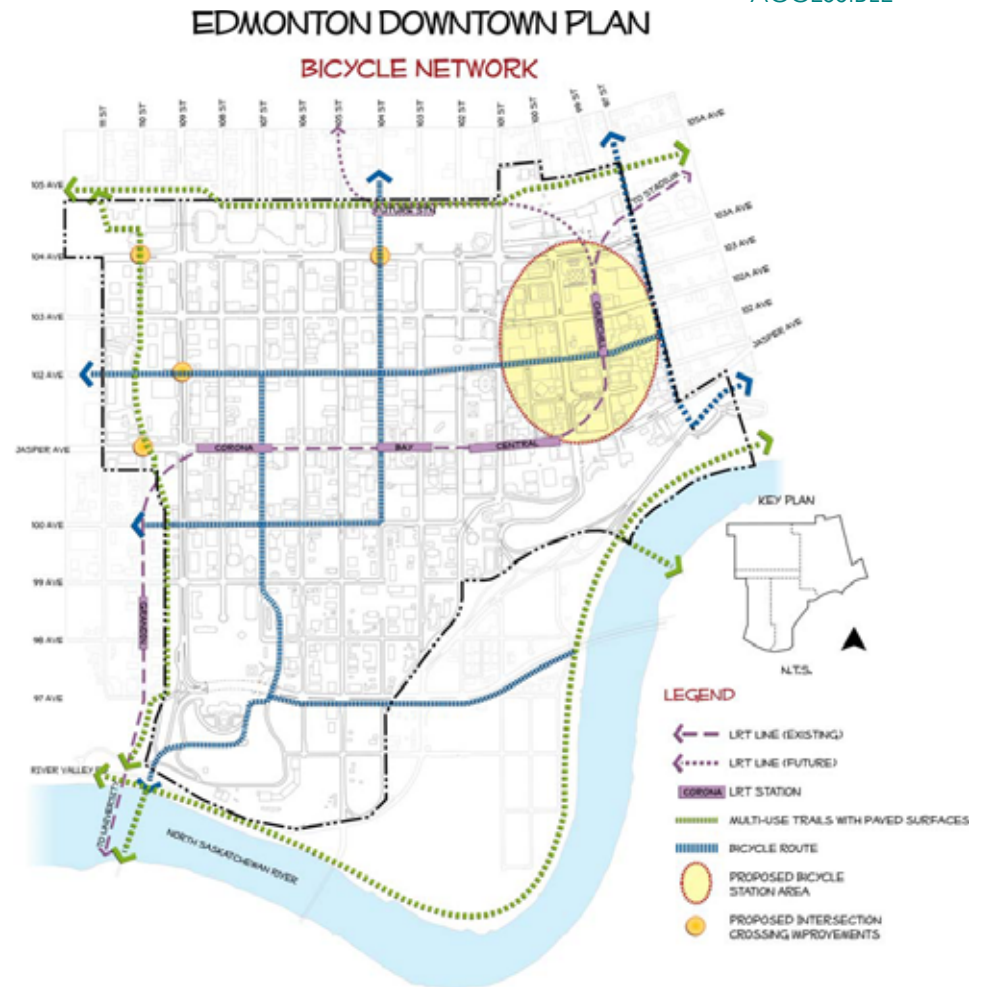 EDMONTON DOWNTOWN PLAN
BICYCLE NETWORK
111 ST
110 ST
109 ST
108 ST
107 ST
106 ST
105 ST
104 ST
103 ST
102 ST
101 ST
100 ST
99 ST
105A AVE
105 AVE
TO STADIUM
FUTURE STN
103A AVE
104 AVE
103 AVE
102A AVE
103 AVE
102 AVE
CHURCHILL
JASPER AVE
102 AVE
JASPER AVE
CORONA
BAY
CENTRAL
100 AVE
KEY PLAN
99 AVE
GRANDIN
98 AVE
N.T.S.
97 AVE
LEGEND
LRT LINE (EXISTING)
RIVER VALLEY
LRT LINE (FUTURE)
CORONA LRT STATION
TO UNIVERSITY
MULTI-USE TRAILS WITH PAVED SURFACES
NORTH SASKATCHEWAN RIVER
BICYCLE ROUTE
PROPOSED BICYCLE
STATION AREA
PROPOSED INTERSECTION
CROSSING IMPROVEMENTS